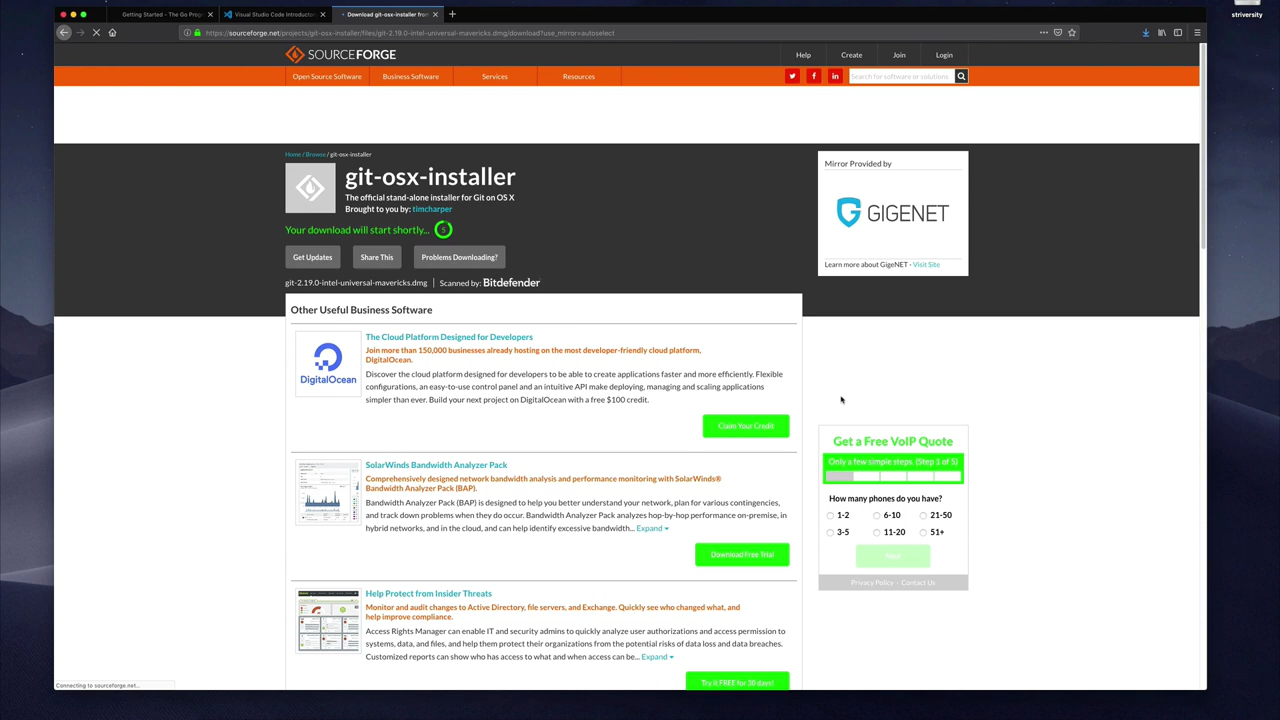 striversity
Getting Started - The Go Prog
Visual Studio Code Introductor
Download git-osx-installer from
https://sourceforge.net/projects/git-osx-installer/files/git-2.19.0-intel-universal-mavericks.dmg/download?use_mirror=autoselect
SOURCEFORGE
Help
Create
Join
Login
Open Source Software
Business Software
Services
Resources
Search for software or solutions
Home / Browse / git-osx-installer
git-osx-installer
The official stand-alone installer for Git on OS X
Brought to you by: timcharper
Your download will start shortly... 5
Get Updates
Share This
Problems Downloading?
git-2.19.0-intel-universal-mavericks.dmg | Scanned by: Bitdefender
Mirror Provided by
GIGENET
Learn more about GigeNET - Visit Site
Other Useful Business Software
DigitalOcean
The Cloud Platform Designed for Developers
Join more than 150,000 businesses already hosting on the most developer-friendly cloud platform,
DigitalOcean.
Discover the cloud platform designed for developers to be able to create applications faster and more efficiently. Flexible
configurations, an easy-to-use control panel and an intuitive API make deploying, managing and scaling applications
simpler than ever. Build your next project on DigitalOcean with a free $100 credit.
Claim Your Credit
SolarWinds Bandwidth Analyzer Pack
Comprehensively designed network bandwidth analysis and performance monitoring with SolarWinds®
Bandwidth Analyzer Pack (BAP).
Bandwidth Analyzer Pack (BAP) is designed to help you better understand your network, plan for various contingencies,
and track down problems when they do occur. Bandwidth Analyzer Pack analyzes hop-by-hop performance on-premise, in
hybrid networks, and in the cloud, and can help identify excessive bandwidth... Expand
Download Free Trial
Help Protect from Insider Threats
Monitor and audit changes to Active Directory, file servers, and Exchange. Quickly see who changed what, and
help improve compliance.
Access Rights Manager can enable IT and security admins to quickly analyze user authorizations and access permission to
systems, data, and files, and help them protect their organizations from the potential risks of data loss and data breaches.
Customized reports can show who has access to what and when access can be... Expand
Try it FREE for 30 days!
Get a Free VoIP Quote
Only a few simple steps. (Step 1 of 5)
How many phones do you have?
1-2
6-10
21-50
3-5
11-20
51+
Next
Privacy Policy - Contact Us
Connecting to sourceforge.net...